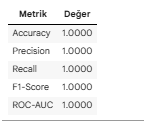 Metrik Değer
Accuracy 1.0000
Precision 1.0000
Recall 1.0000
F1-Score 1.0000
ROC-AUC 1.0000